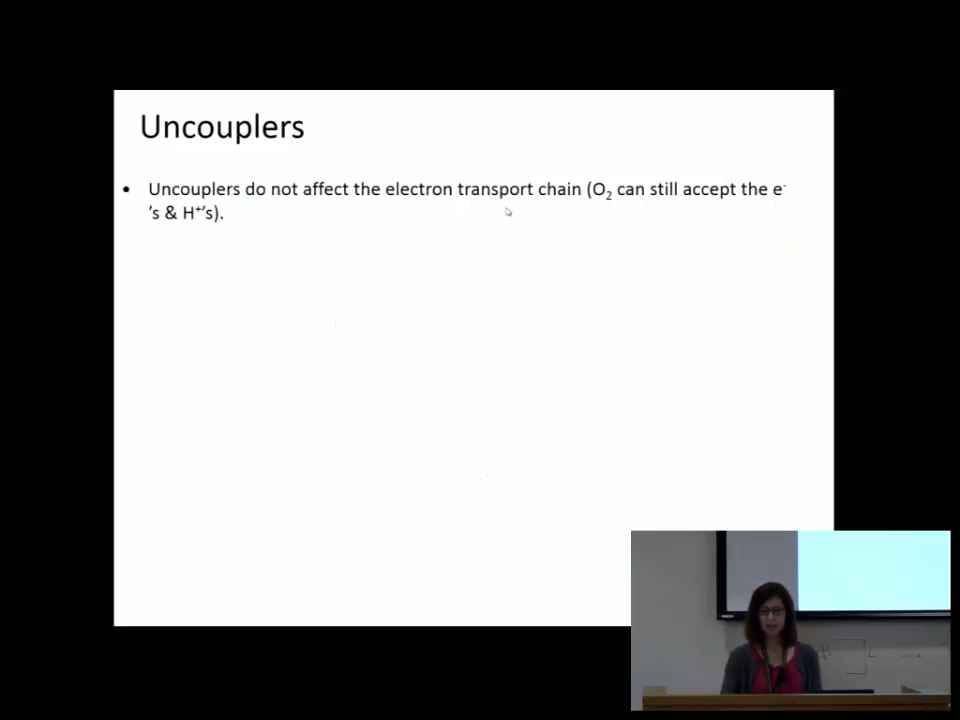 Uncouplers
• Uncouplers do not affect the electron transport chain (O₂ can still accept the e⁻
’s & H⁺’s).